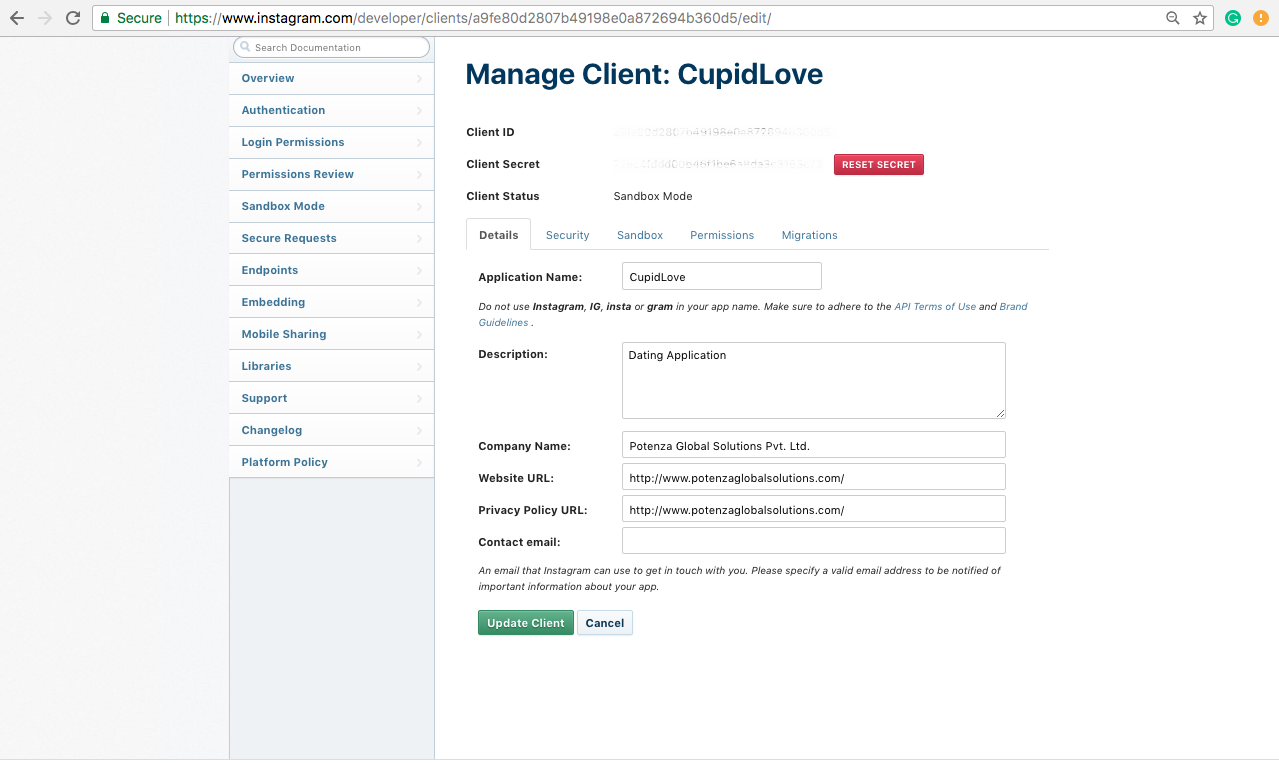 Secure https://www.instagram.com/developer/clients/a9fe80d2807b49198e0a872694b360d5/edit/
Search Documentation
Overview
Authentication
Login Permissions
Permissions Review
Sandbox Mode
Secure Requests
Endpoints
Embedding
Mobile Sharing
Libraries
Support
Changelog
Platform Policy
Manage Client: CupidLove
Client ID
Client Secret
RESET SECRET
Client Status Sandbox Mode
Details Security Sandbox Permissions Migrations
Application Name: CupidLove
Do not use Instagram, IG, insta or gram in your app name. Make sure to adhere to the API Terms of Use and Brand
Guidelines .
Description: Dating Application
Company Name: Potenza Global Solutions Pvt. Ltd.
Website URL: http://www.potenzaglobalsolutions.com/
Privacy Policy URL: http://www.potenzaglobalsolutions.com/
Contact email:
An email that Instagram can use to get in touch with you. Please specify a valid email address to be notified of
important information about your app.
Update Client Cancel